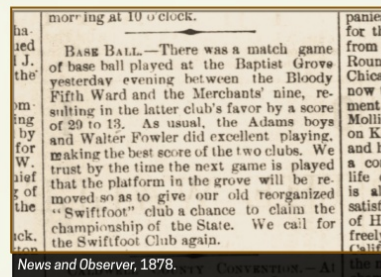 morning at 10 o'clock.
BASE BALL.—There was a match game
of base ball played at the Baptist Grove
yesterday evening between the Bloody
Fifth Ward and the Merchants' nine, re-
sulting in the latter club's favor by a score
of 29 to 13. As usual, the Adams boys
and Walter Fowler did excellent playing,
making the best score of the two clubs. We
trust by the time the next game is played
that the platform in the grove will be re-
moved so as to give our old reorganized
"Swiftfoot" club a chance to claim the
championship of the State. We call for
the Swiftfoot Club again.
News and Observer, 1878.